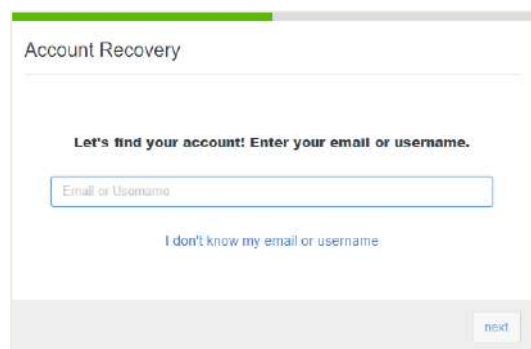 Account Recovery
Let's find your account! Enter your email or username.
Email or Username
I don't know my email or username
next